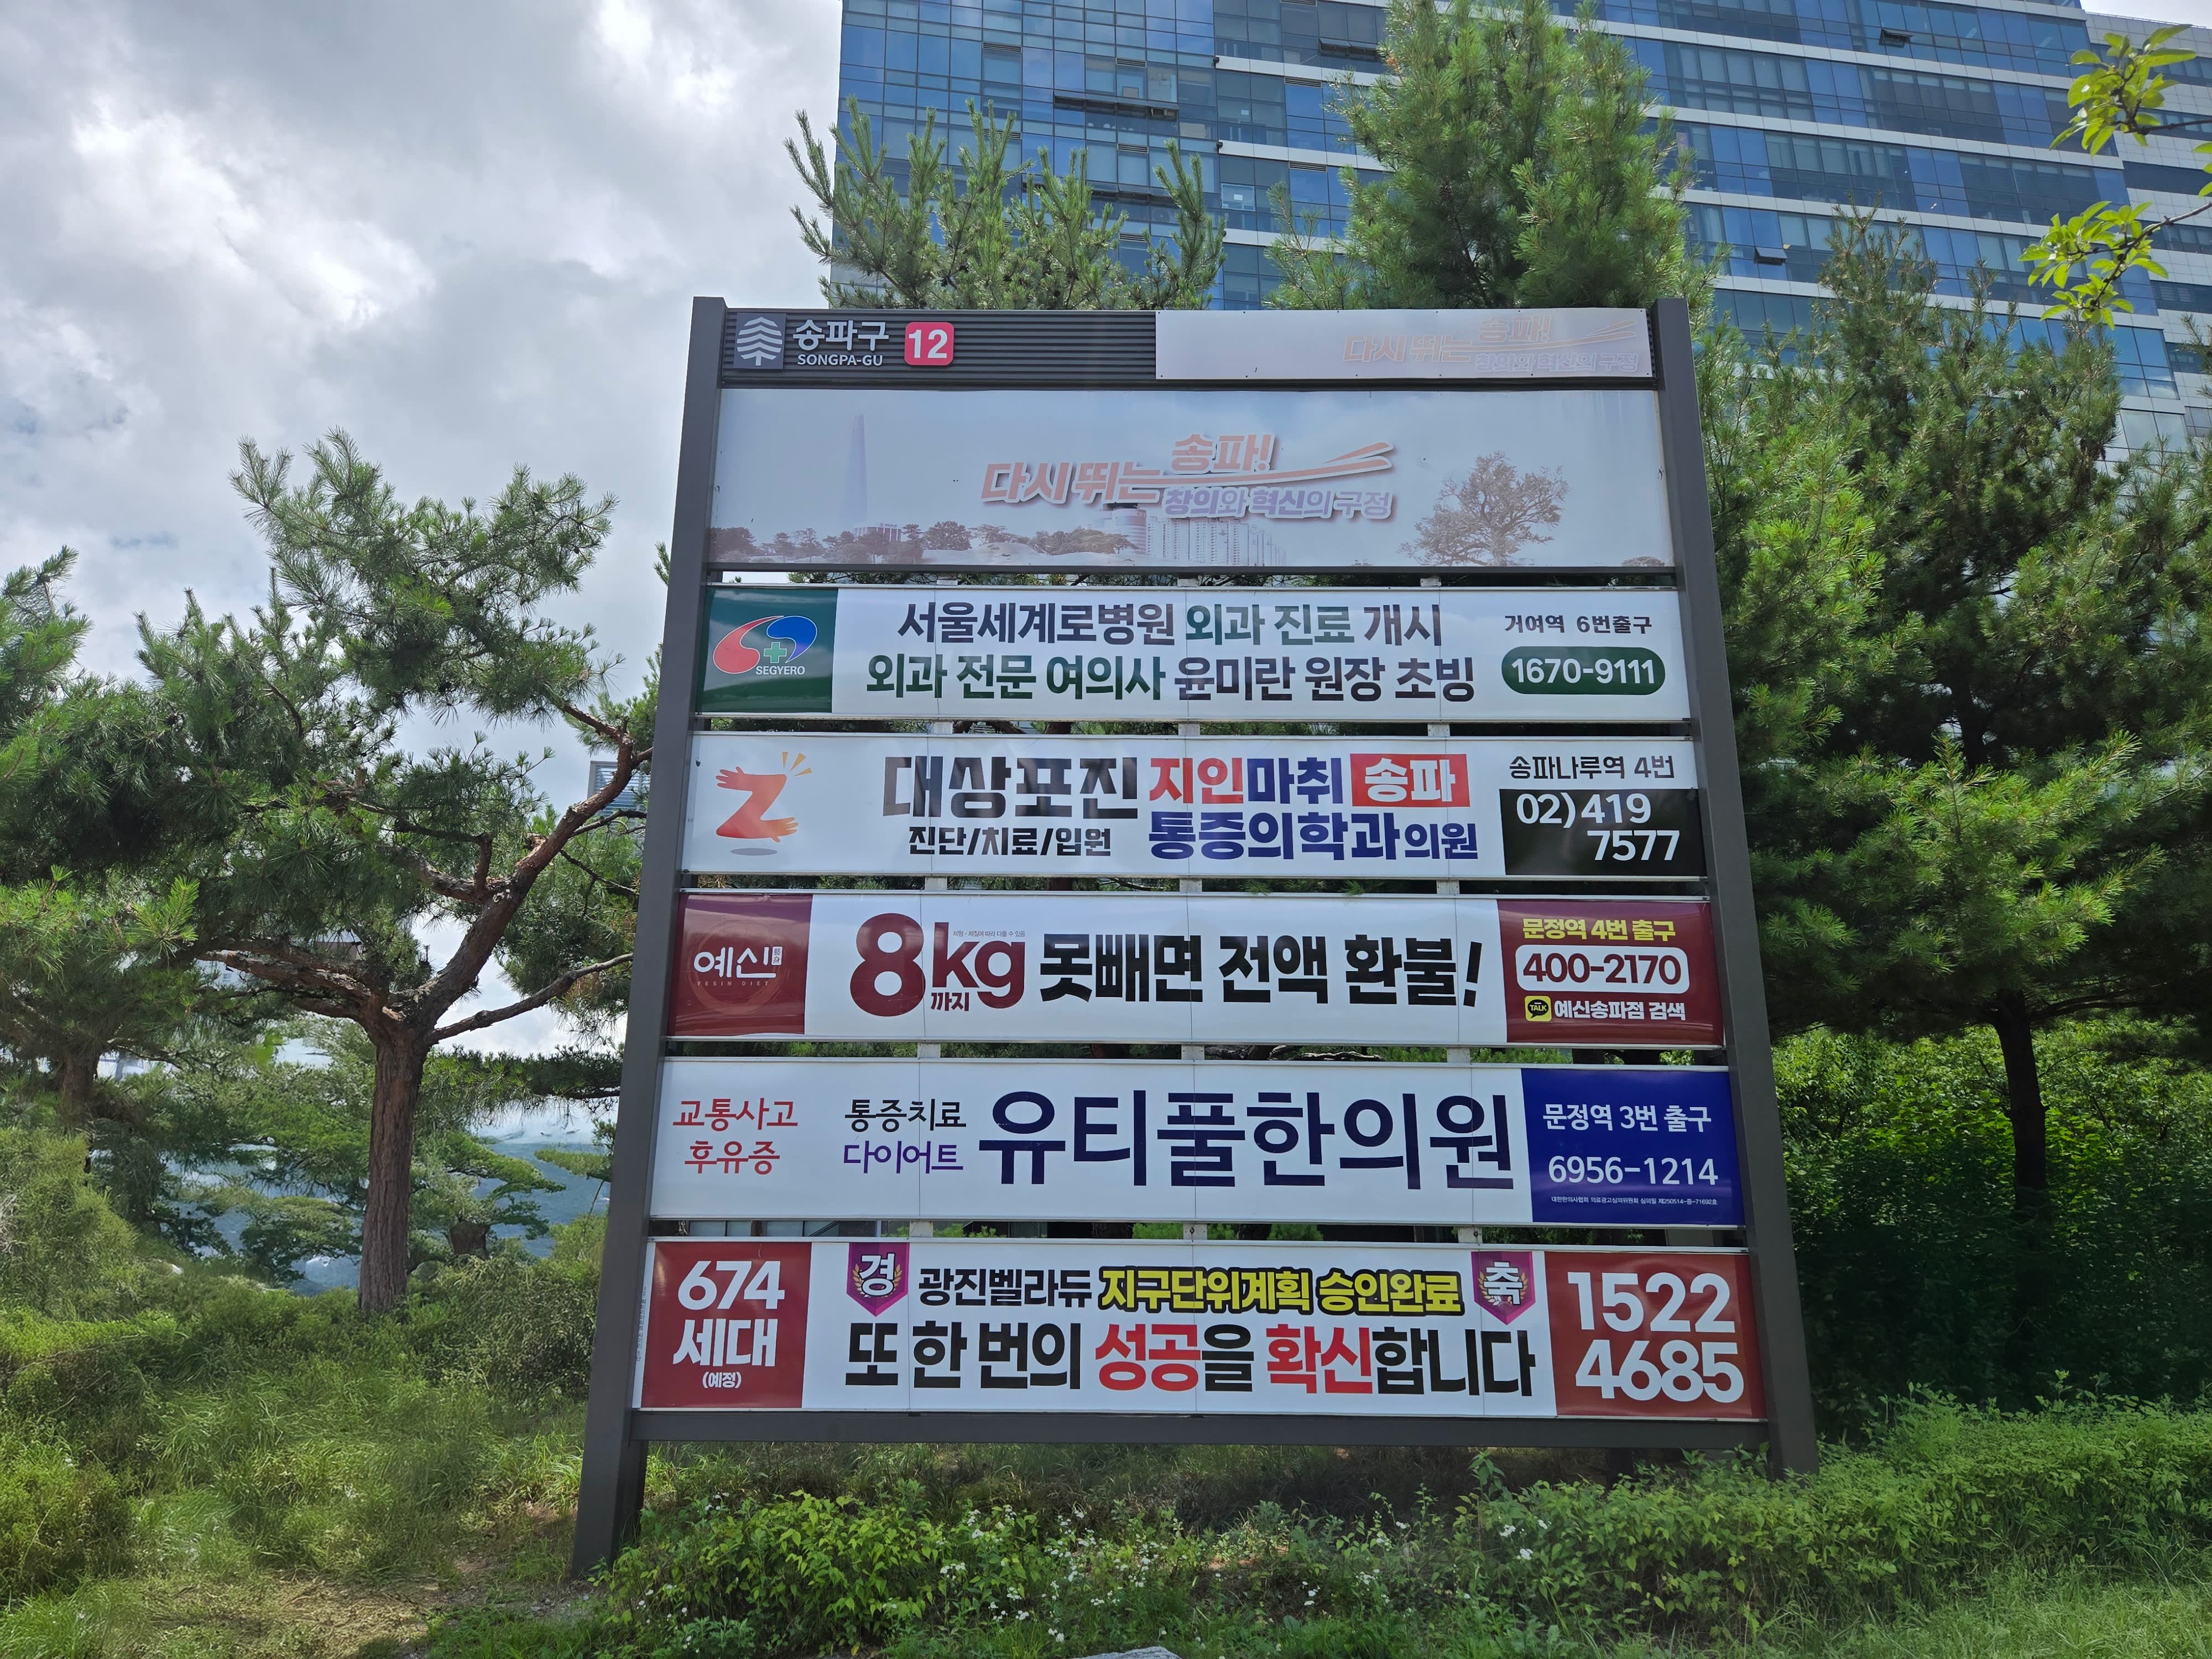 송파구
SONGPA-GU
12
다시 뛰는 송파!
창의와 혁신의 구정
다시 뛰는 송파!
창의와 혁신의 구정
SEGYERO
서울세계로병원 외과 진료 개시
외과 전문 여의사 윤미란 원장 초빙
거여역 6번출구
1670-9111
대상포진
진단/치료/입원
지인마취 송파
통증의학과의원
송파나루역 4번
02)419
7577
예신
YESIN DIET
8kg까지 못빼면 전액 환불!
문정역 4번 출구
400-2170
TALK 예신송파점 검색
교통사고
후유증
통증치료
다이어트
유티풀한의원
문정역 3번 출구
6956-1214
674
세대
(예정)
경 광진벨라듀 지구단위계획 승인완료 축
또 한 번의 성공을 확신합니다
1522
4685